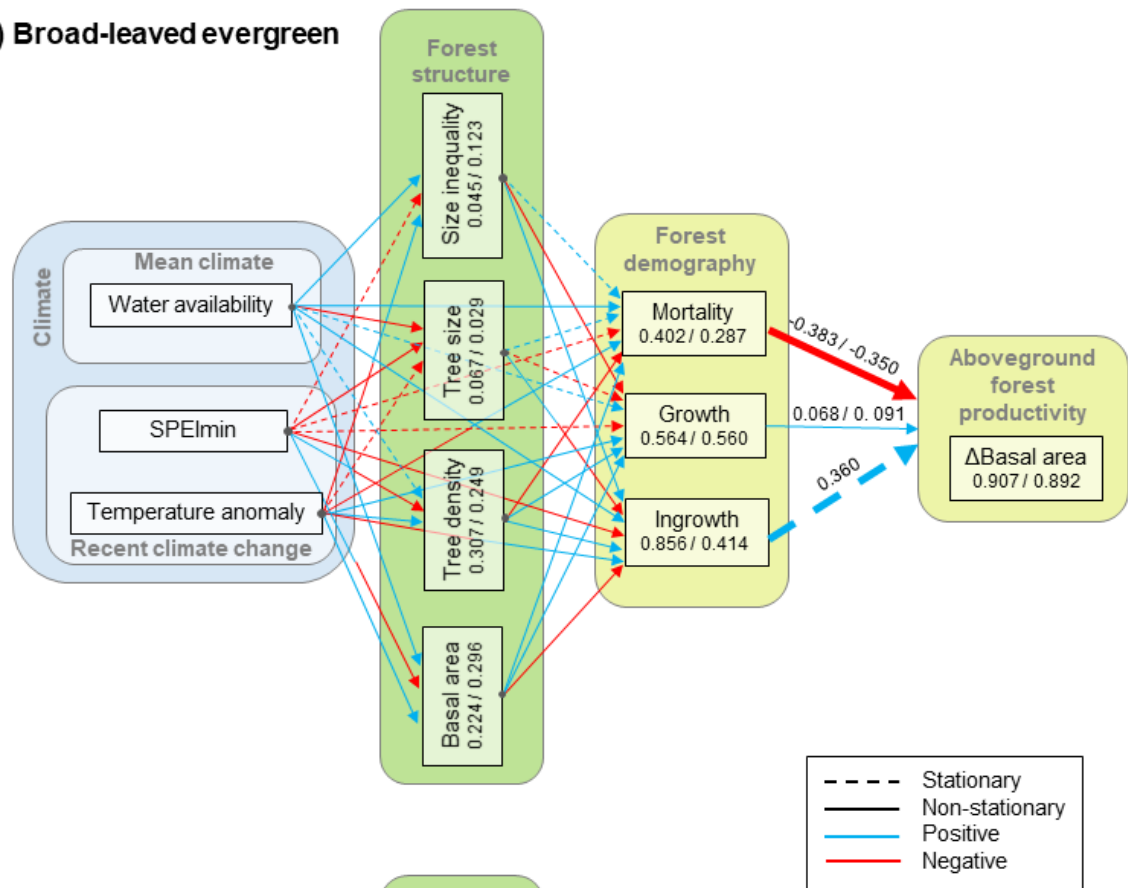 ) Broad-leaved evergreen
Forest
structure
Size inequality
0.045 / 0.123
Tree size
0.067 / 0.029
Tree density
0.307 / 0.249
Basal area
0.224 / 0.296
Climate
Mean climate
Water availability
SPEImin
Temperature anomaly
Recent climate change
Forest
demography
Mortality
0.402 / 0.287
Growth
0.564 / 0.560
Ingrowth
0.856 / 0.414
-0.383 / -0.350
0.068 / 0. 091
0.360
Aboveground
forest
productivity
ΔBasal area
0.907 / 0.892
Stationary
Non-stationary
Positive
Negative